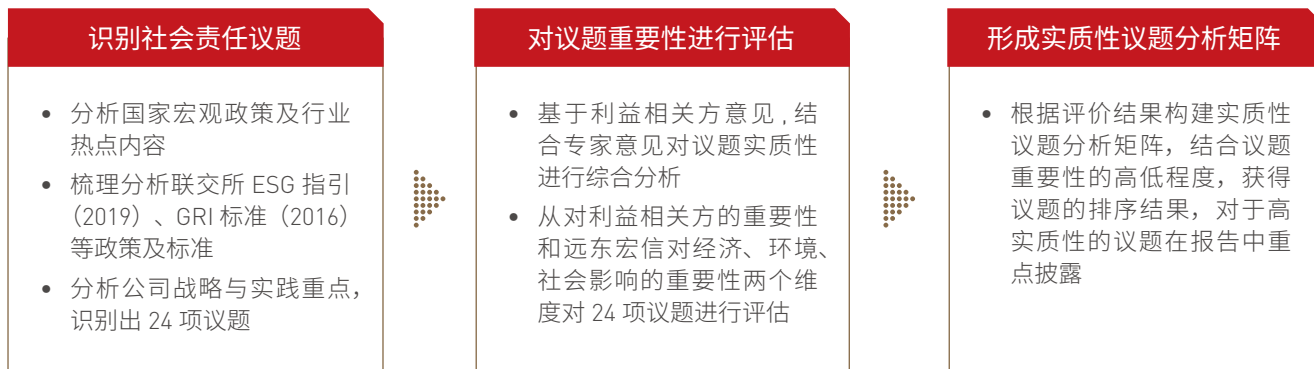 识别社会责任议题
• 分析国家宏观政策及行业
热点内容
• 梳理分析联交所 ESG 指引
（2019）、GRI 标准（2016）
等政策及标准
• 分析公司战略与实践重点，
识别出 24 项议题
对议题重要性进行评估
• 基于利益相关方意见，结
合专家意见对议题实质性
进行综合分析
• 从对利益相关方的重要性
和远东宏信对经济、环境、
社会影响的重要性两个维
度对 24 项议题进行评估
形成实质性议题分析矩阵
• 根据评价结果构建实质性
议题分析矩阵，结合议题
重要性的高低程度，获得
议题的排序结果，对于高
实质性的议题在报告中重
点披露